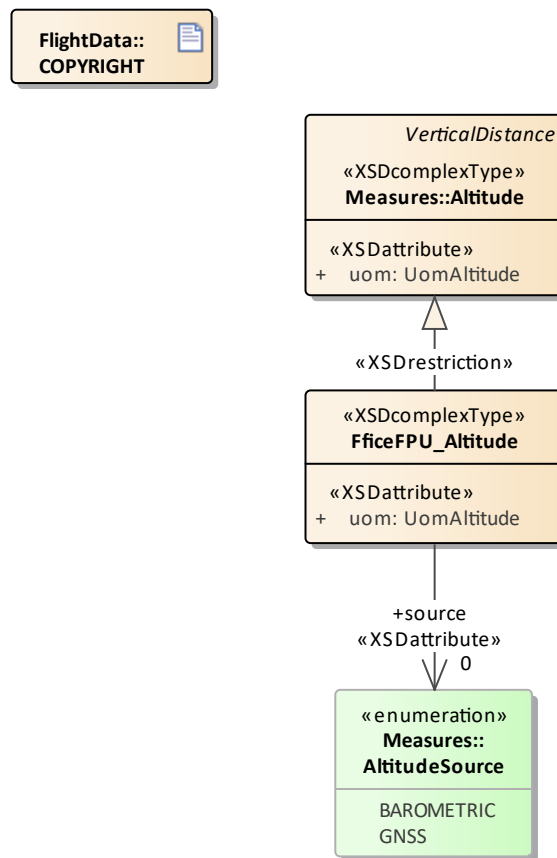 FlightData::
COPYRIGHT
VerticalDistance
«XSDcomplexType»
Measures::Altitude
«XSDattribute»
+ uom: UomAltitude
«XSDrestriction»
«XSDcomplexType»
FficeFPU_Altitude
«XSDattribute»
+ uom: UomAltitude
+source
«XSDattribute»
0
«enumeration»
Measures::
AltitudeSource
BAROMETRIC
GNSS